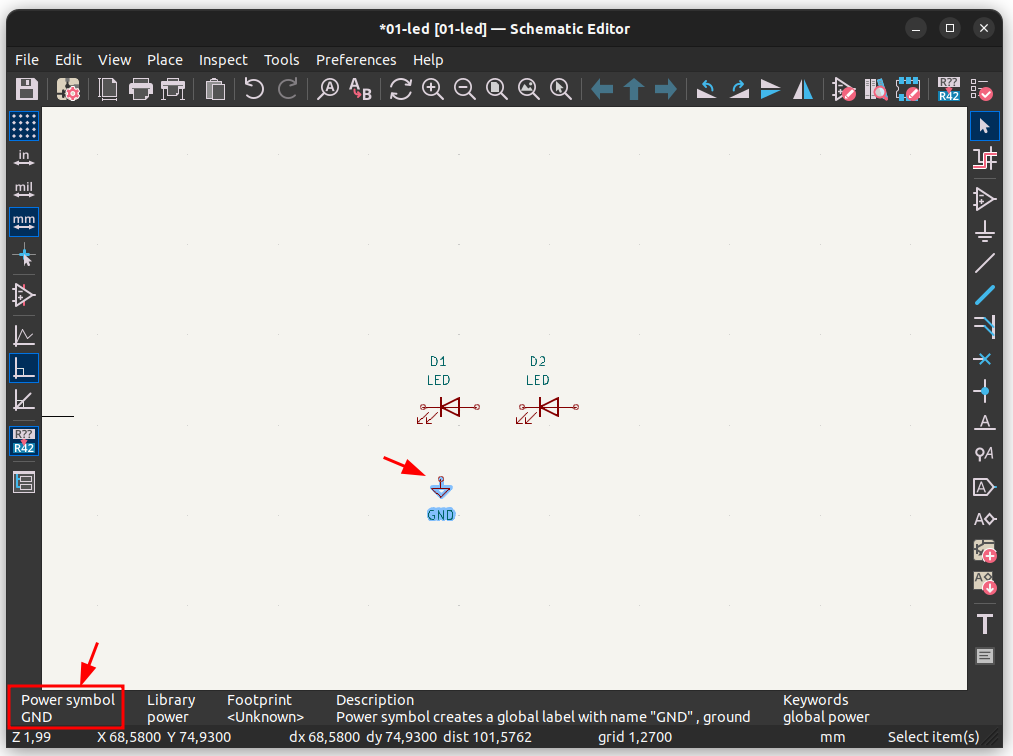 *01-led [01-led] — Schematic Editor
File Edit View Place Inspect Tools Preferences Help
A
A B
R??
R42
in
mil
mm
R??
R42
D1
LED
D2
LED
GND
A
A
A
A
A
T
Power symbol Library Footprint Description Keywords
GND power <Unknown> Power symbol creates a global label with name "GND" , ground global power
Z 1,99 X 68,5800 Y 74,9300 dx 68,5800 dy 74,9300 dist 101,5762 grid 1,2700 mm Select item(s)